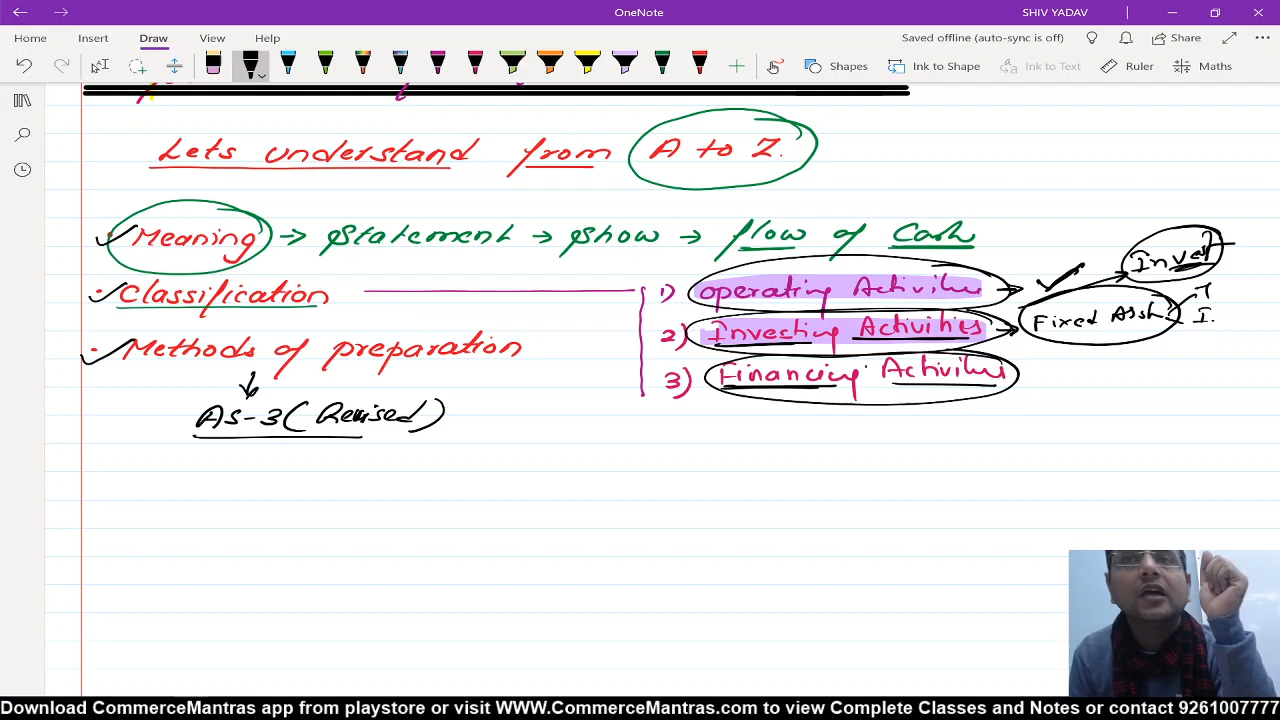 OneNote
SHIV YADAV
Home Insert Draw View Help
Saved offline (auto-sync is off)
Share
Shapes
Ink to Shape
Ink to Text
Ruler
Maths
Lets understand from A to Z.
Meaning → Statement → Show → flow of Cash
Classification
1) operating Activities
2) Investing Activities
3) Financing Activities
Invest
Fixed
T
I.
Methods of preparation
AS-3 (Revised)
Download CommerceMantras app from playstore or visit WWW.CommerceMantras.com to view Complete Classes and Notes or contact 9261007777